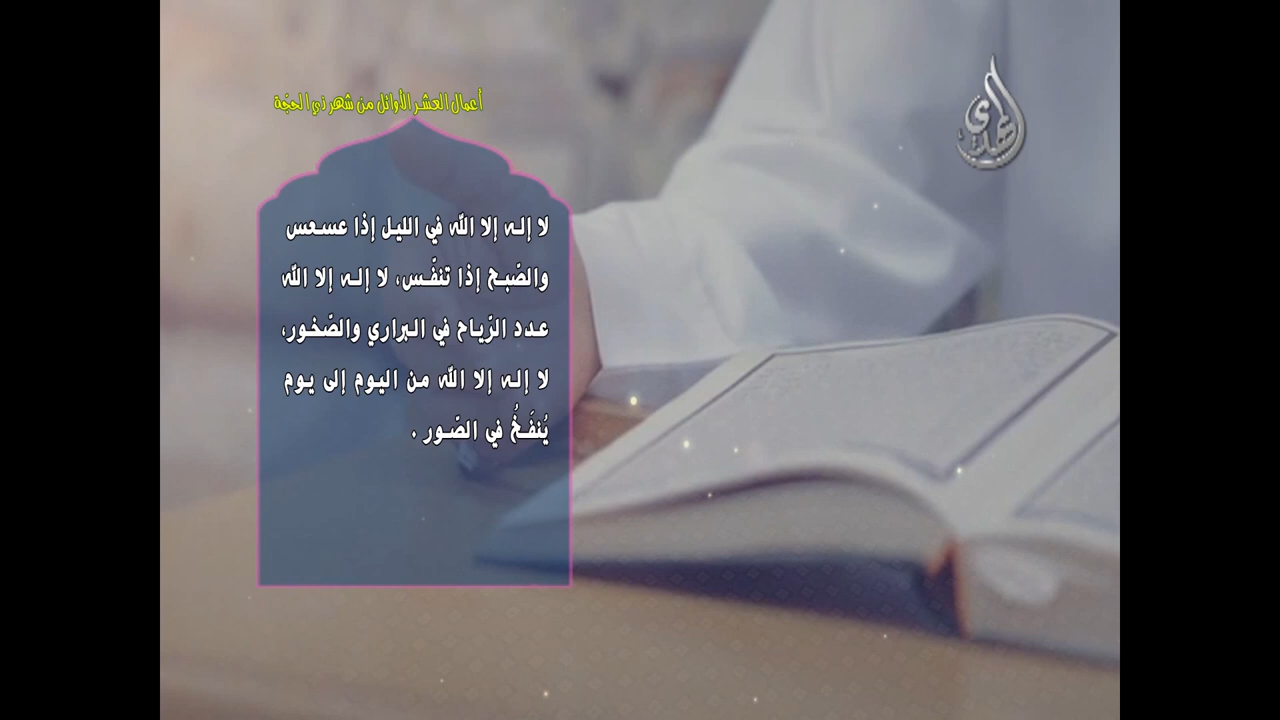 أعمال العشر الأوائل من شهر ذي الحجّة
الهدي
لا إله إلا الله في الليل إذا عسعس
والصّبح إذا تنفّس، لا إله إلا الله
عدد الرّياح في البراري والصّخور،
لا إله إلا الله من اليوم إلى يوم
يُنفَخُ في الصّور .